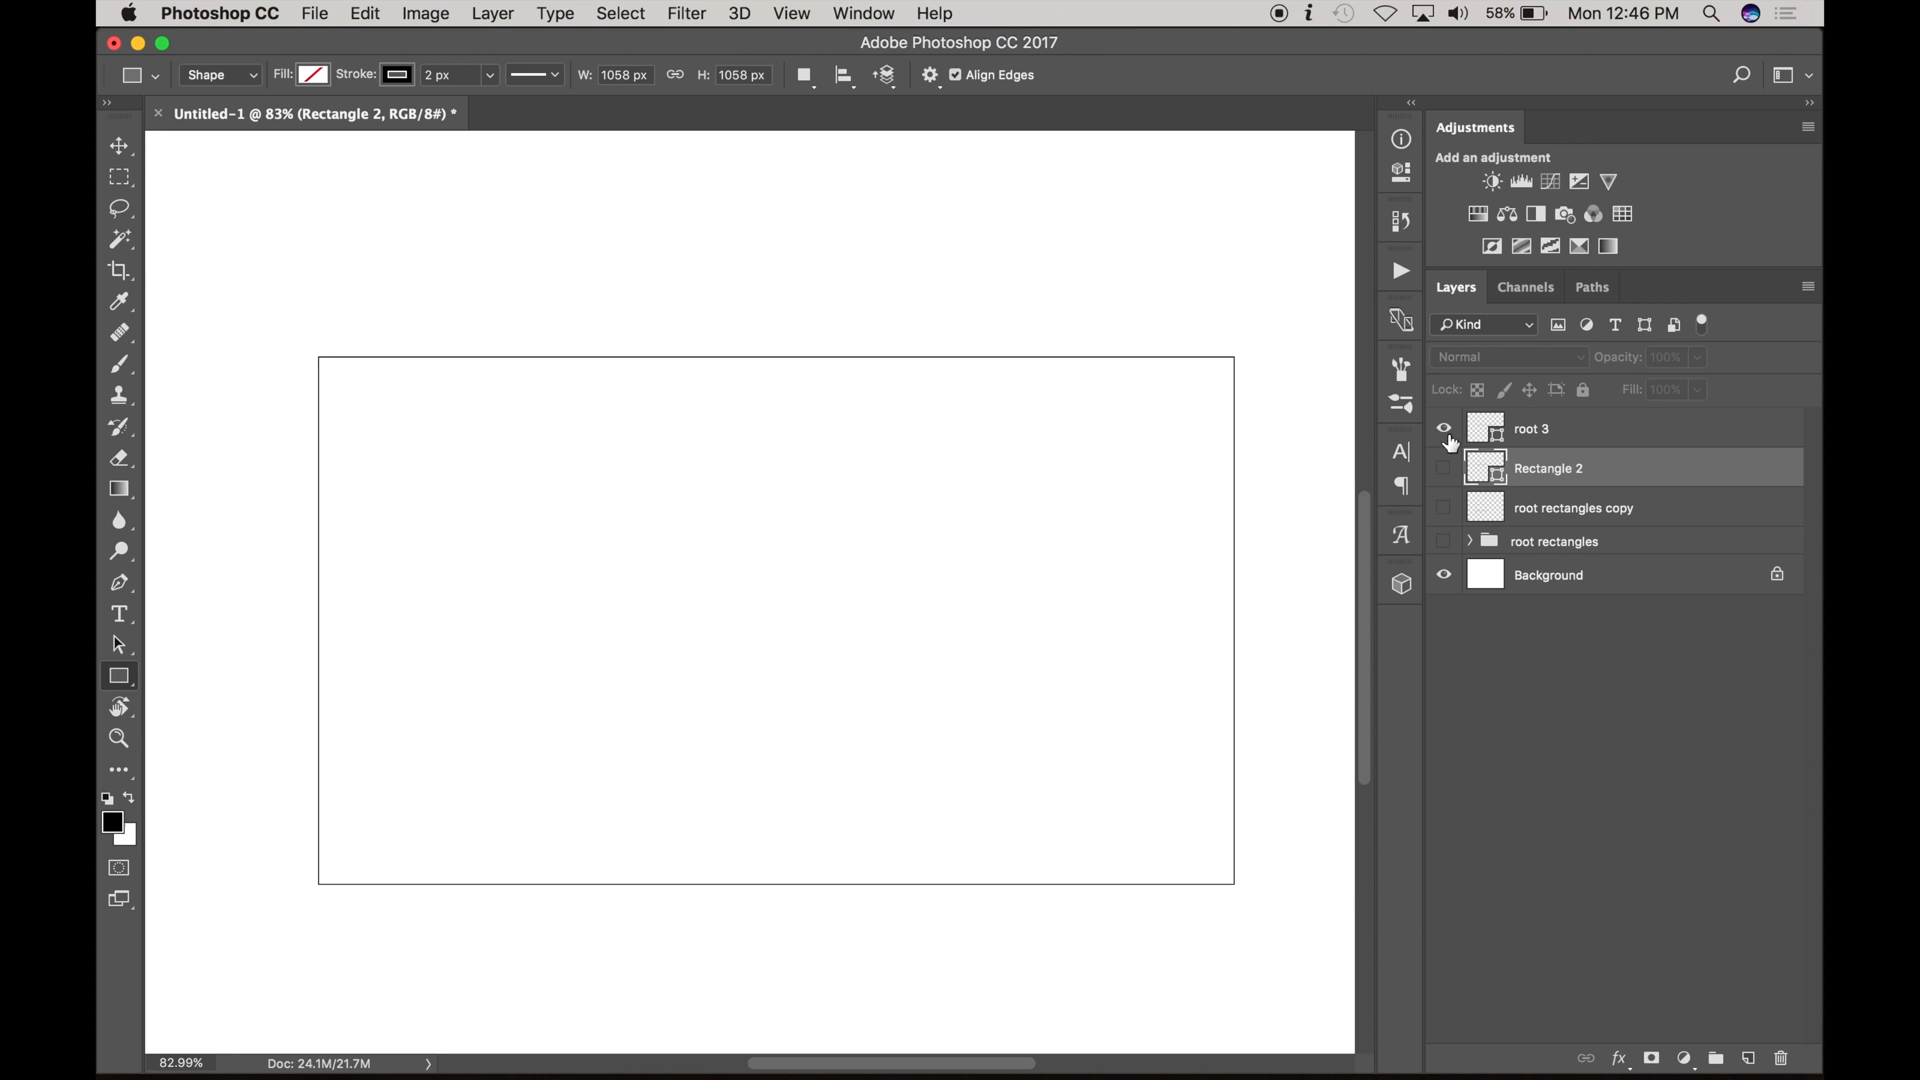 Photoshop CC File Edit Image Layer Type Select Filter 3D View Window Help 58% Mon 12:46 PM
Adobe Photoshop CC 2017
Shape Fill: Stroke: 2 px W: 1058 px H: 1058 px Align Edges
Untitled-1 @ 83% (Rectangle 2, RGB/8#) *
Adjustments
Add an adjustment
Layers Channels Paths
Kind
Normal Opacity: 100%
Lock: Fill: 100%
root 3
Rectangle 2
root rectangles copy
root rectangles
Background
82.99% Doc: 24.1M/21.7M